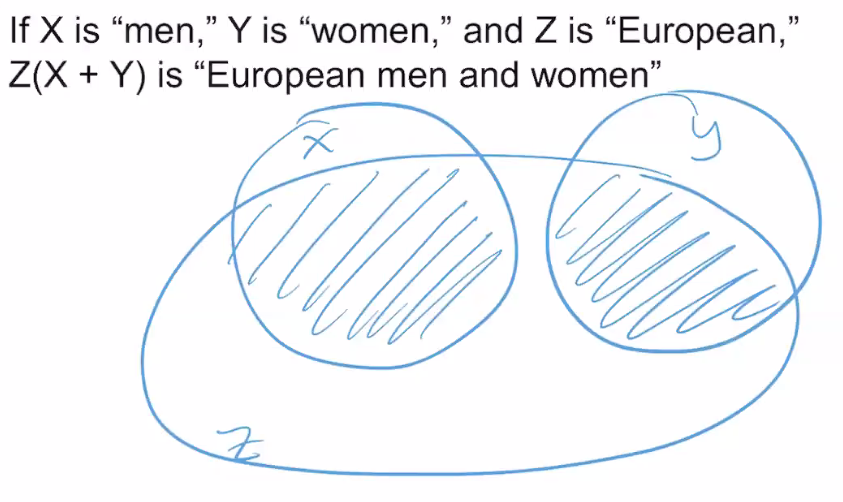 If X is “men,” Y is “women,” and Z is “European,”
Z(X + Y) is “European men and women”
X
y
Z